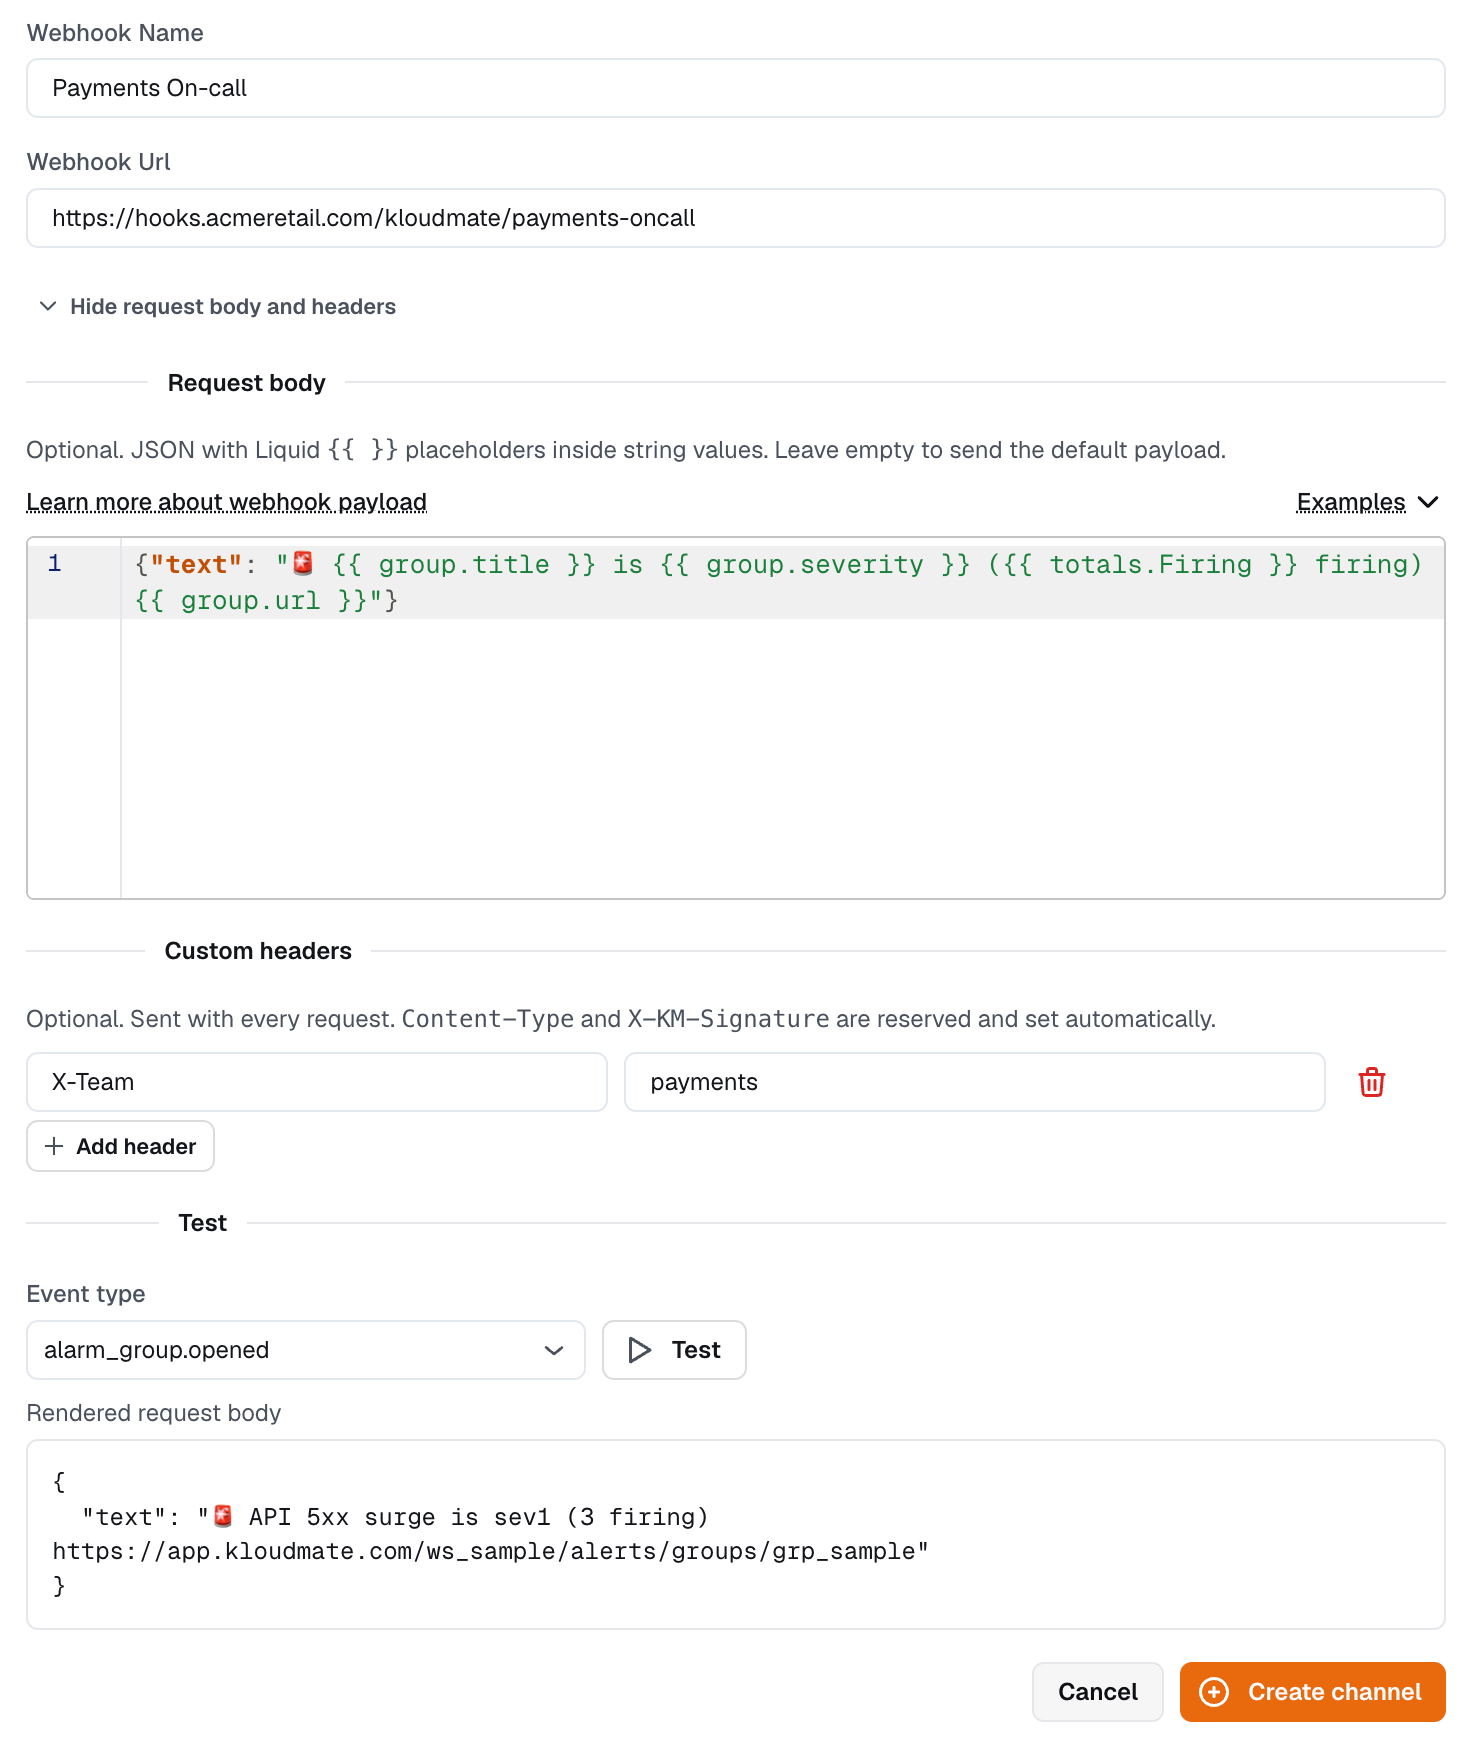 Webhook Name
Payments On-call
Webhook Url
https://hooks.acmeretail.com/kloudmate/payments-oncall
Hide request body and headers
Request body
Optional. JSON with Liquid {{ }} placeholders inside string values. Leave empty to send the default payload.
Learn more about webhook payload
Examples
1 {"text": "🚨 {{ group.title }} is {{ group.severity }} ({{ totals.Firing }} firing)
{{ group.url }}"}
Custom headers
Optional. Sent with every request. Content-Type and X-KM-Signature are reserved and set automatically.
X-Team payments
Add header
Test
Event type
alarm_group.opened Test
Rendered request body
{
"text": "🚨 API 5xx surge is sev1 (3 firing)
https://app.kloudmate.com/ws_sample/alerts/groups/grp_sample"
}
Cancel Create channel